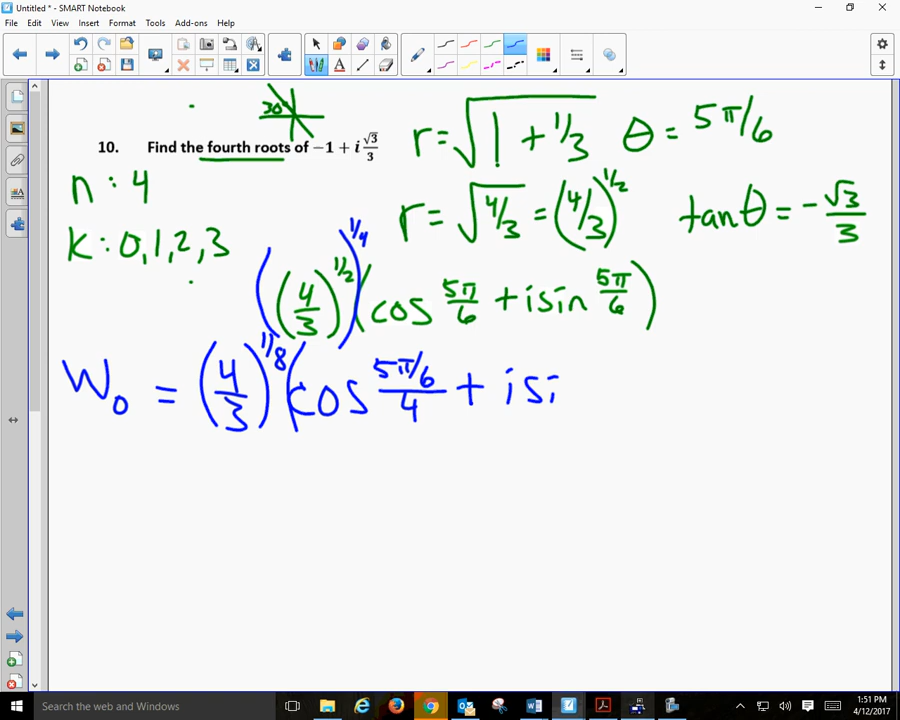 Untitled * - SMART Notebook
File Edit View Insert Format Tools Add-ons Help
30°
10. Find the fourth roots of −1 + i √3/3
r = √(1 + 1/3) θ = 5π/6
n : 4
r = √(4/3) = (4/3)^1/2 tanθ = −√3/3
K : 0, 1, 2, 3
((4/3)^1/2)^1/4 (cos 5π/6 + isin 5π/6)
W₀ = (4/3)^1/8 (cos (5π/6)/4 + i si
Search the web and Windows
1:51 PM
4/12/2017